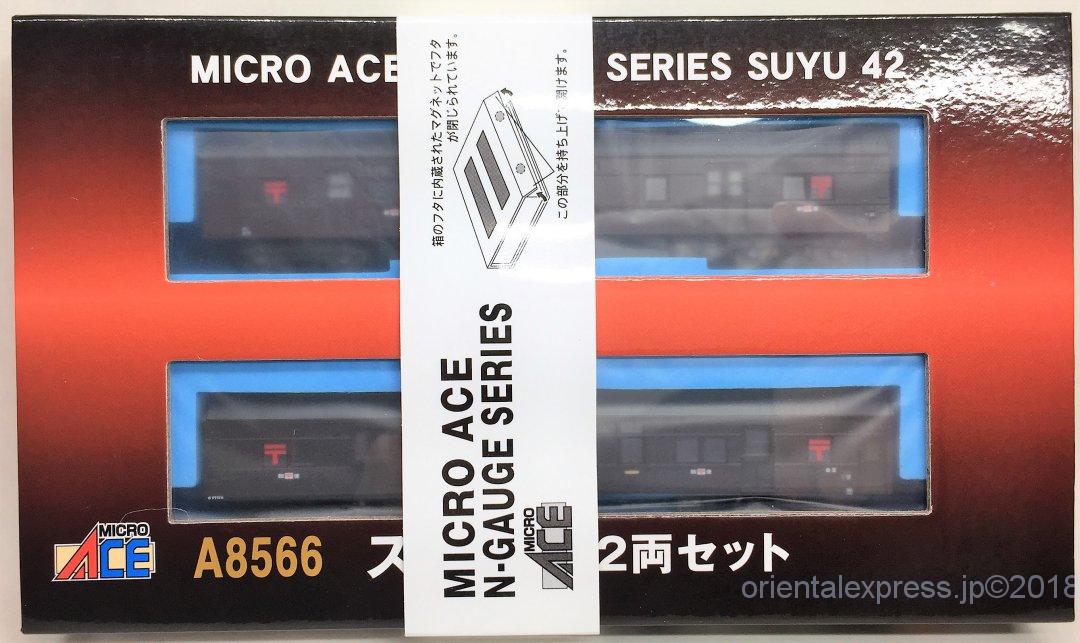 MICRO ACE
SERIES SUYU 42
箱のフタに内蔵されたマグネットでフタ
が閉じられています。
この部分を持ち上げ 開けます。
〒
〒
〒
〒
MICRO ACE
N-GAUGE SERIES
MICRO
ACE
MICRO
ACE
A8566
ス
2両セット
orientalexpress.jp©2018